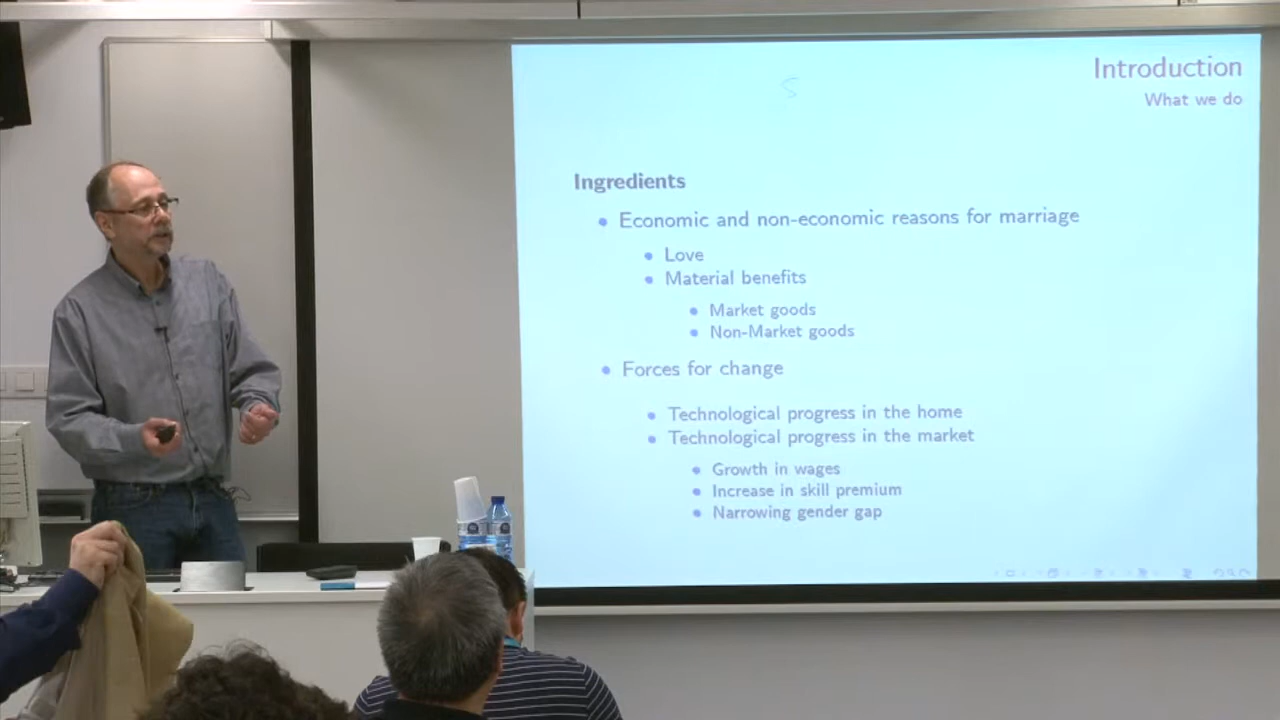 Introduction
What we do
Ingredients
Economic and non-economic reasons for marriage
Love
Material benefits
Market goods
Non-Market goods
Forces for change
Technological progress in the home
Technological progress in the market
Growth in wages
Increase in skill premium
Narrowing gender gap